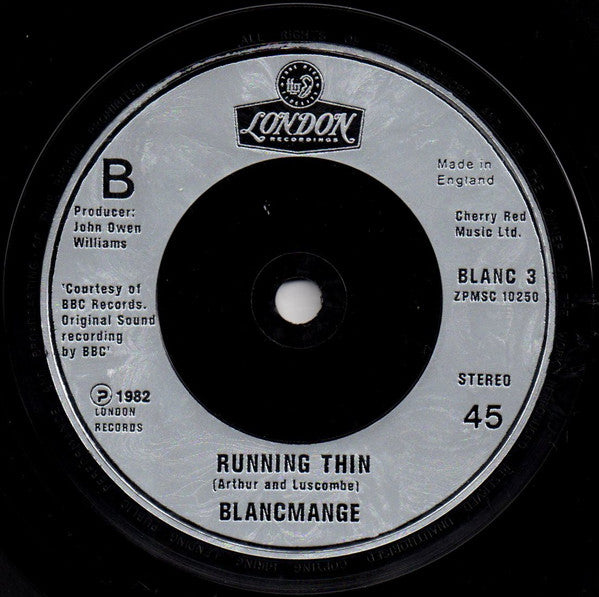 ffrr
LONDON
RECORDINGS
B
Producer:
John Owen
Williams
'Courtesy of
BBC Records.
Original Sound
recording
by BBC'
Ⓟ 1982
LONDON
RECORDS
Made in
England
Cherry Red
Music Ltd.
BLANC 3
ZPMSC 10250
STEREO
45
RUNNING THIN
(Arthur and Luscombe)
BLANCMANGE